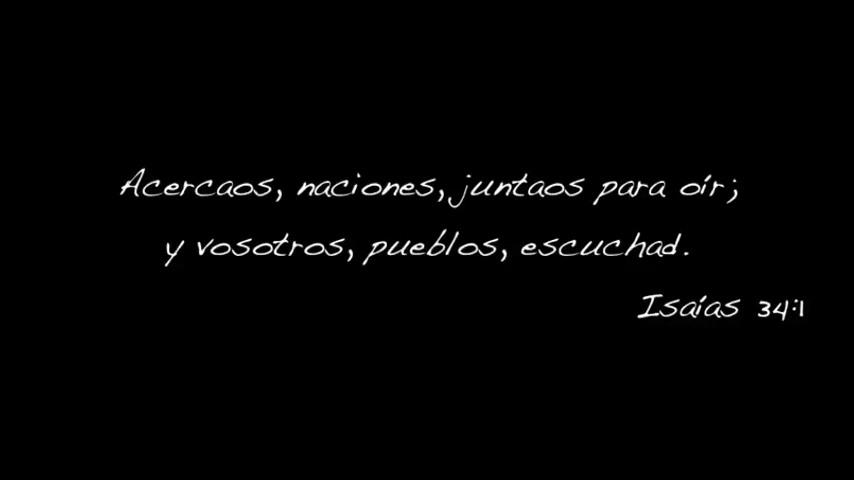 Acercaos, naciones, juntaos para oír;
y vosotros, pueblos, escuchad.
Isaías 34:1